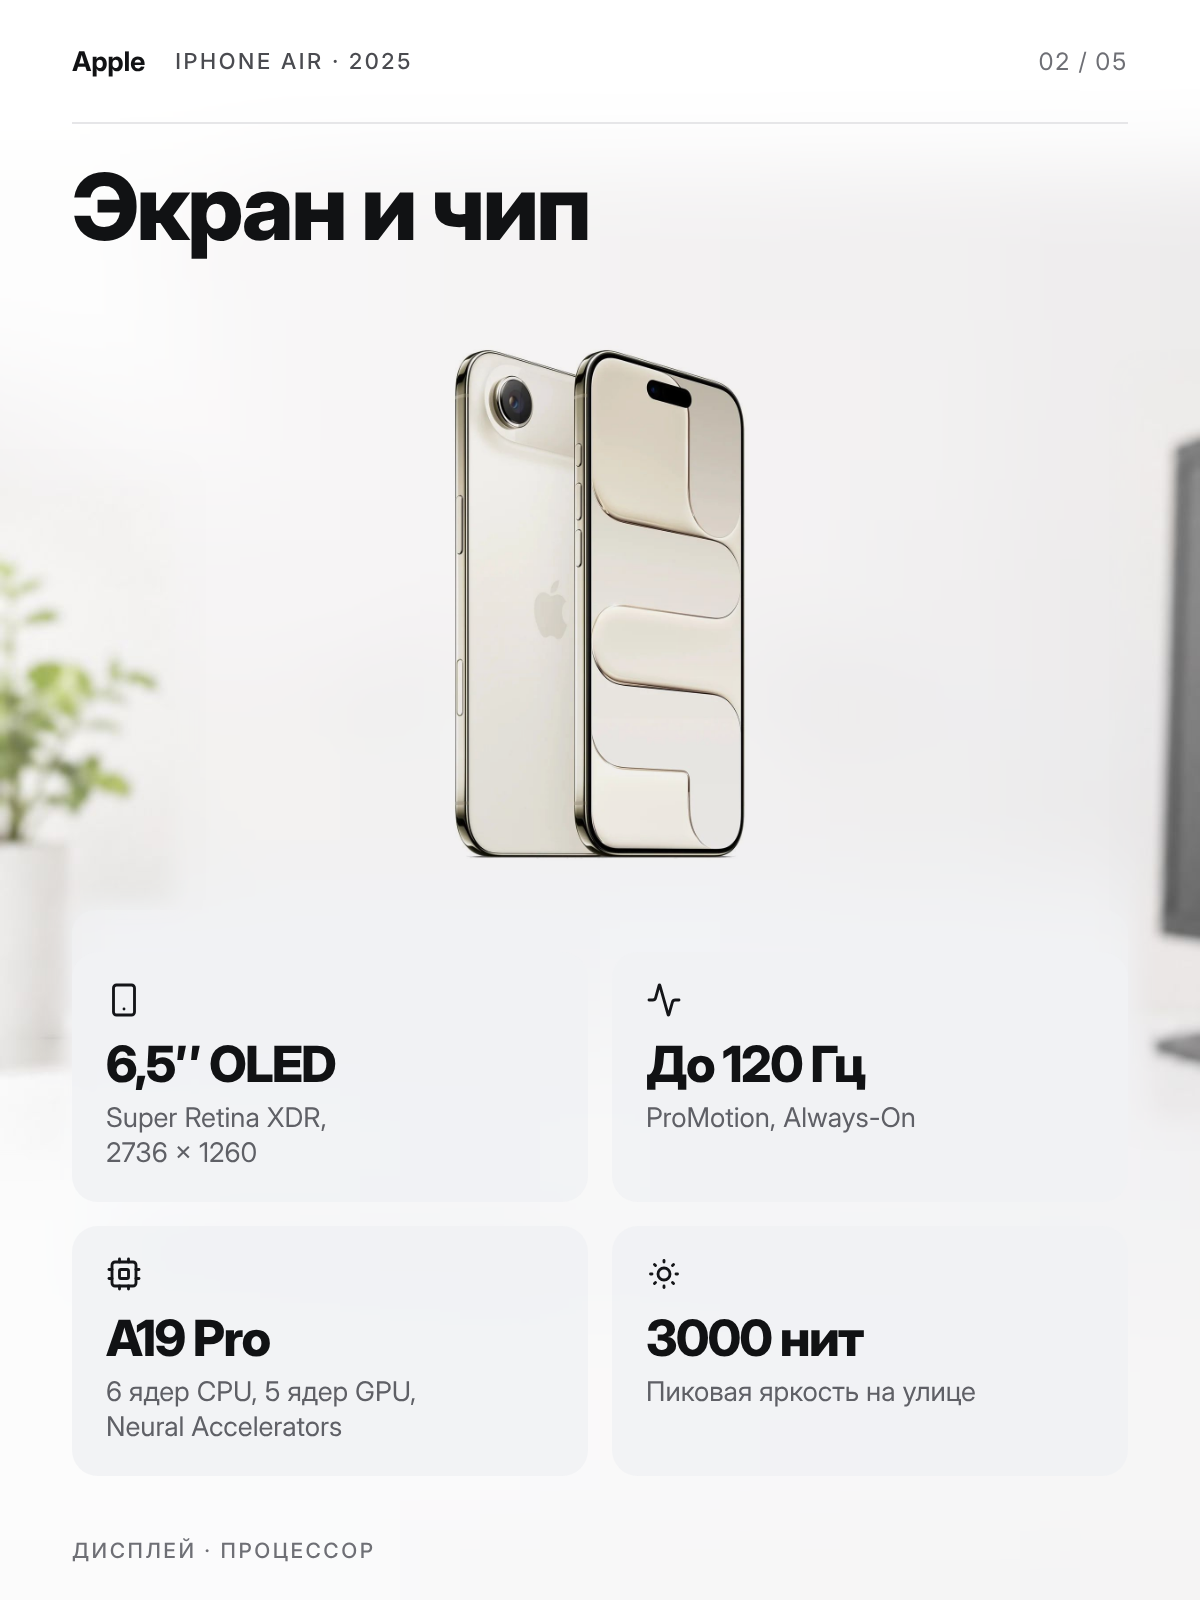 Apple IPHONE AIR · 2025 02 / 05
Экран и чип
6,5′′ OLED
Super Retina XDR,
2736 × 1260
До 120 Гц
ProMotion, Always-On
A19 Pro
6 ядер CPU, 5 ядер GPU,
Neural Accelerators
3000 нит
Пиковая яркость на улице
ДИСПЛЕЙ · ПРОЦЕССОР